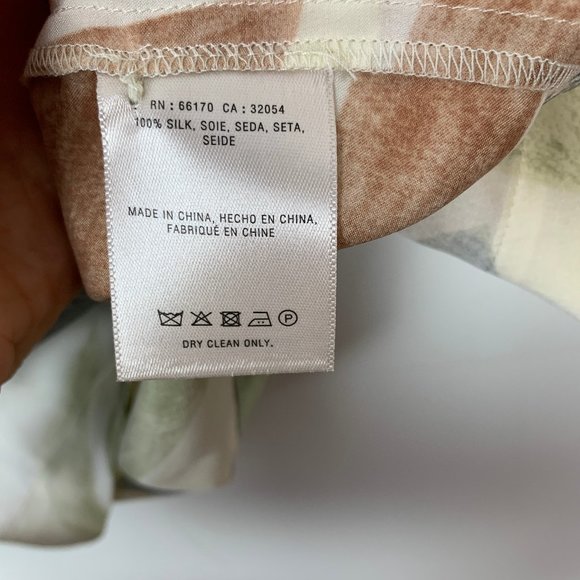 RN : 66170 CA : 32054
100% SILK, SOIE, SEDA, SETA,
SEIDE
MADE IN CHINA, HECHO EN CHINA,
FABRIQUÉ EN CHINE
P
DRY CLEAN ONLY.